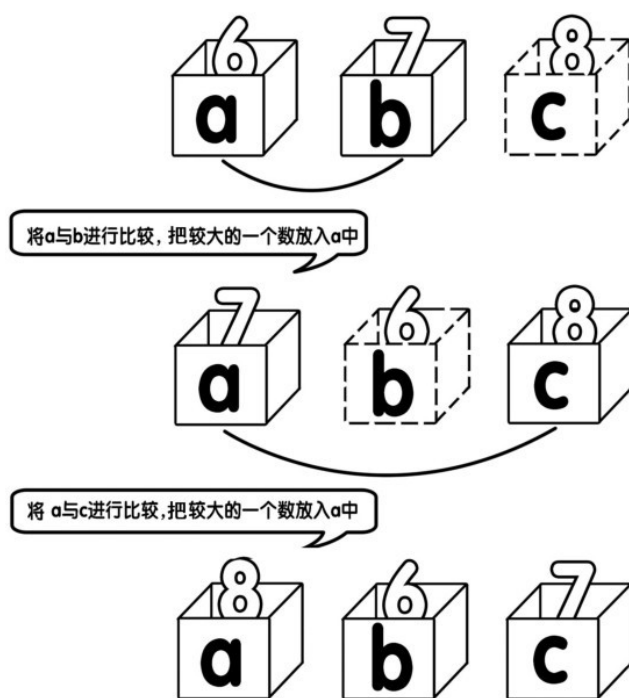 6 7 8
a b c
将a与b进行比较，把较大的一个数放入a中
7 6 8
a b c
将 a与c进行比较,把较大的一个数放入a中
8 6 7
a b c